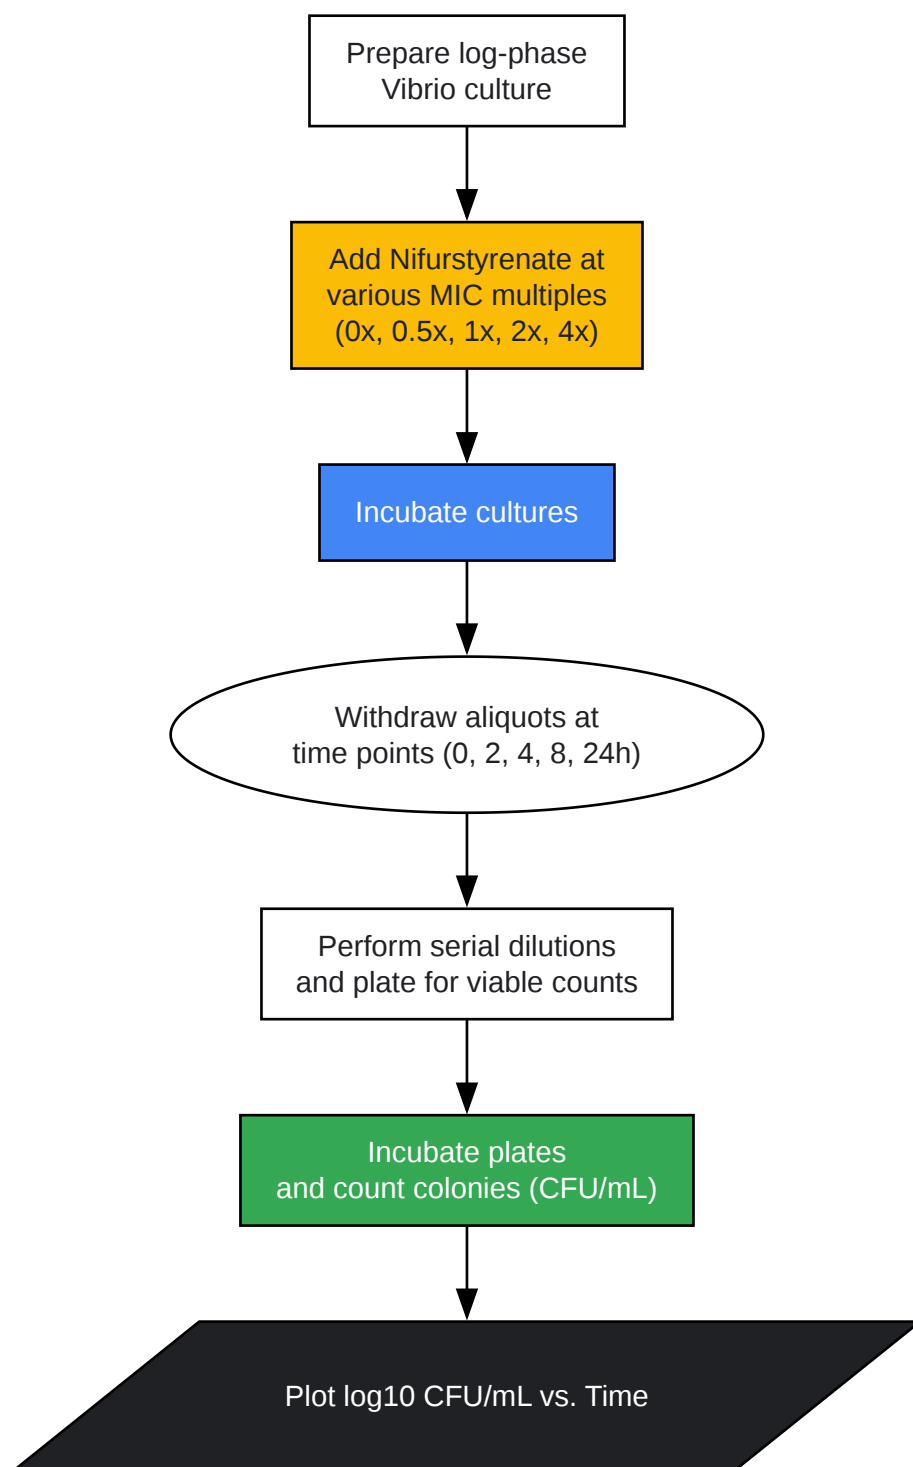 Prepare log-phase
Vibrio culture
Add Nifurstyrenate at
various MIC multiples
(0x, 0.5x, 1x, 2x, 4x)
Incubate cultures
Withdraw aliquots at
time points (0, 2, 4, 8, 24h)
Perform serial dilutions
and plate for viable counts
Incubate plates
and count colonies (CFU/mL)
Plot log10 CFU/mL vs. Time